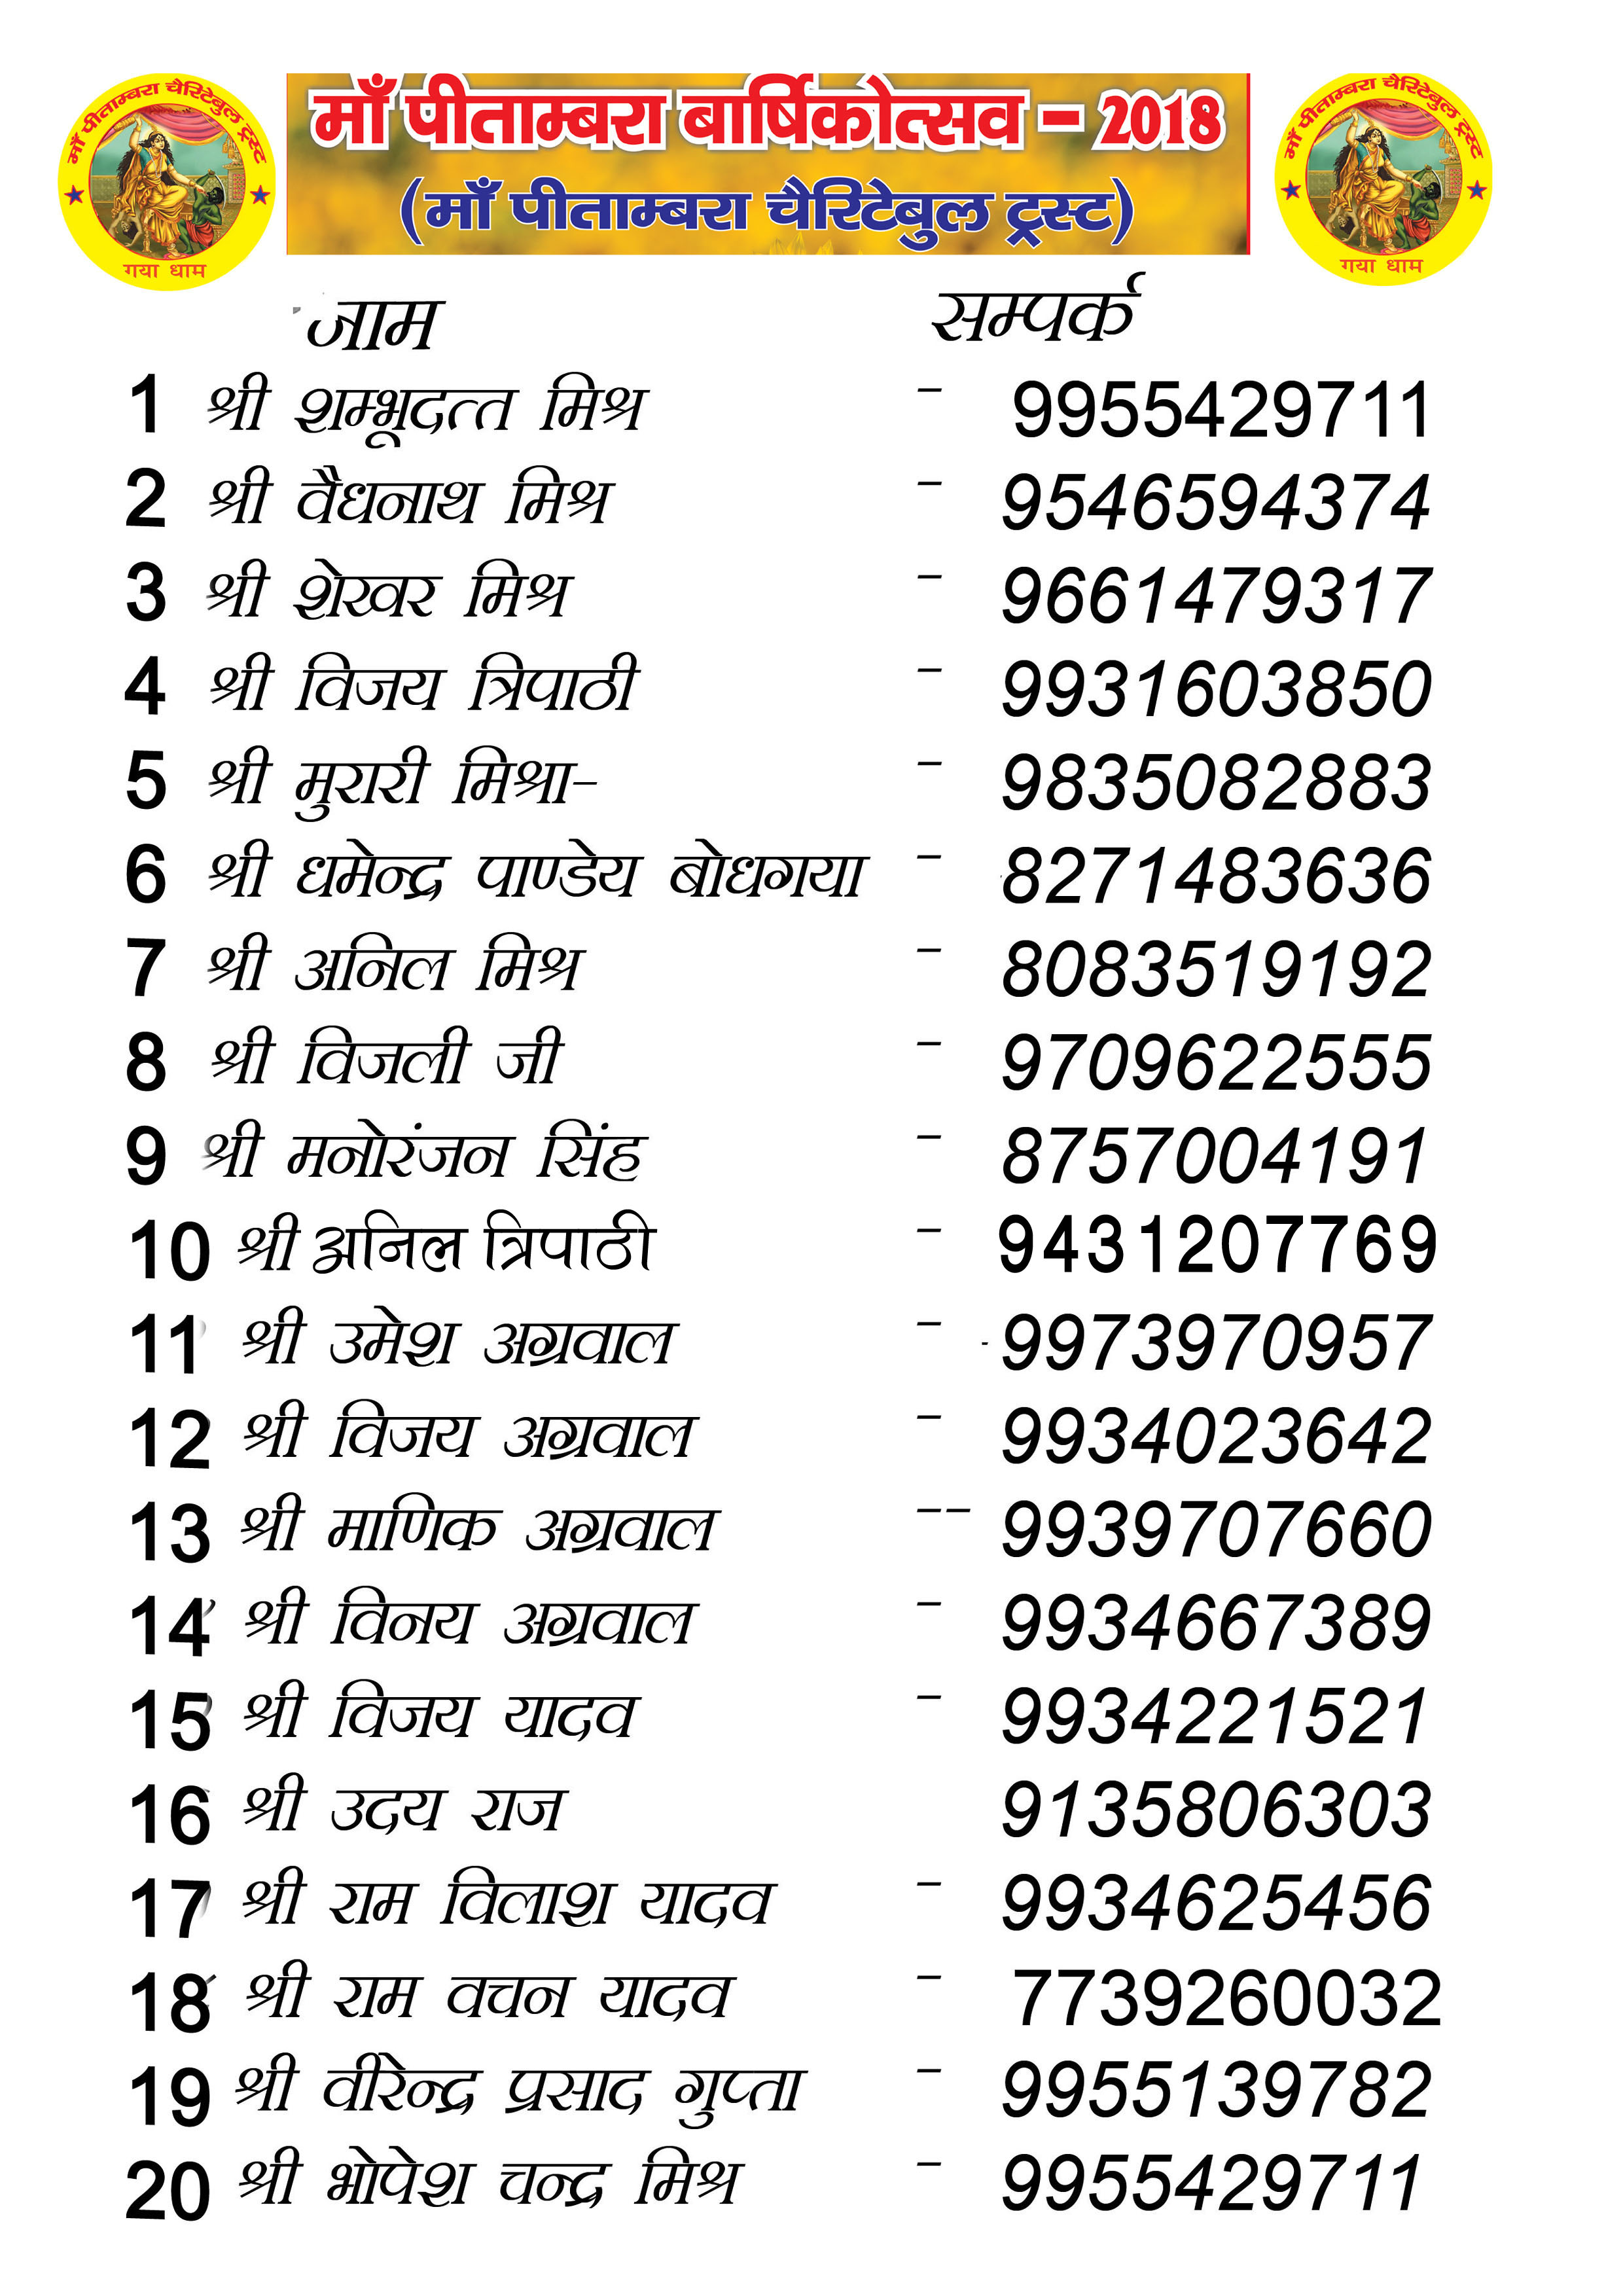 माँ पीताम्बरा चैरिटेबुल ट्रस्ट
गया धाम
माँ पीताम्बरा बार्षिकोत्सव - 2018
(माँ पीताम्बरा चैरिटेबुल ट्रस्ट)
माँ पीताम्बरा चैरिटेबुल ट्रस्ट
गया धाम
नाम सम्पर्क
1 श्री शम्भूदत्त मिश्र - 9955429711
2 श्री वैधनाथ मिश्र - 9546594374
3 श्री शेखर मिश्र - 9661479317
4 श्री विजय त्रिपाठी - 9931603850
5 श्री मुरारी मिश्रा- - 9835082883
6 श्री धमेन्द्र पाण्डेय बोधगया - 8271483636
7 श्री अनिल मिश्र - 8083519192
8 श्री विजली जी - 9709622555
9 श्री मनोरंजन सिंह - 8757004191
10 श्री अनिल त्रिपाठी - 9431207769
11 श्री उमेश अग्रवाल - 9973970957
12 श्री विजय अग्रवाल - 9934023642
13 श्री माणिक अग्रवाल -- 9939707660
14 श्री विनय अग्रवाल - 9934667389
15 श्री विजय यादव - 9934221521
16 श्री उदय राज 9135806303
17 श्री राम विलाश यादव - 9934625456
18 श्री राम वचन यादव - 7739260032
19 श्री वीरेन्द्र प्रसाद गुप्ता - 9955139782
20 श्री भोपेश चन्द्र मिश्र - 9955429711